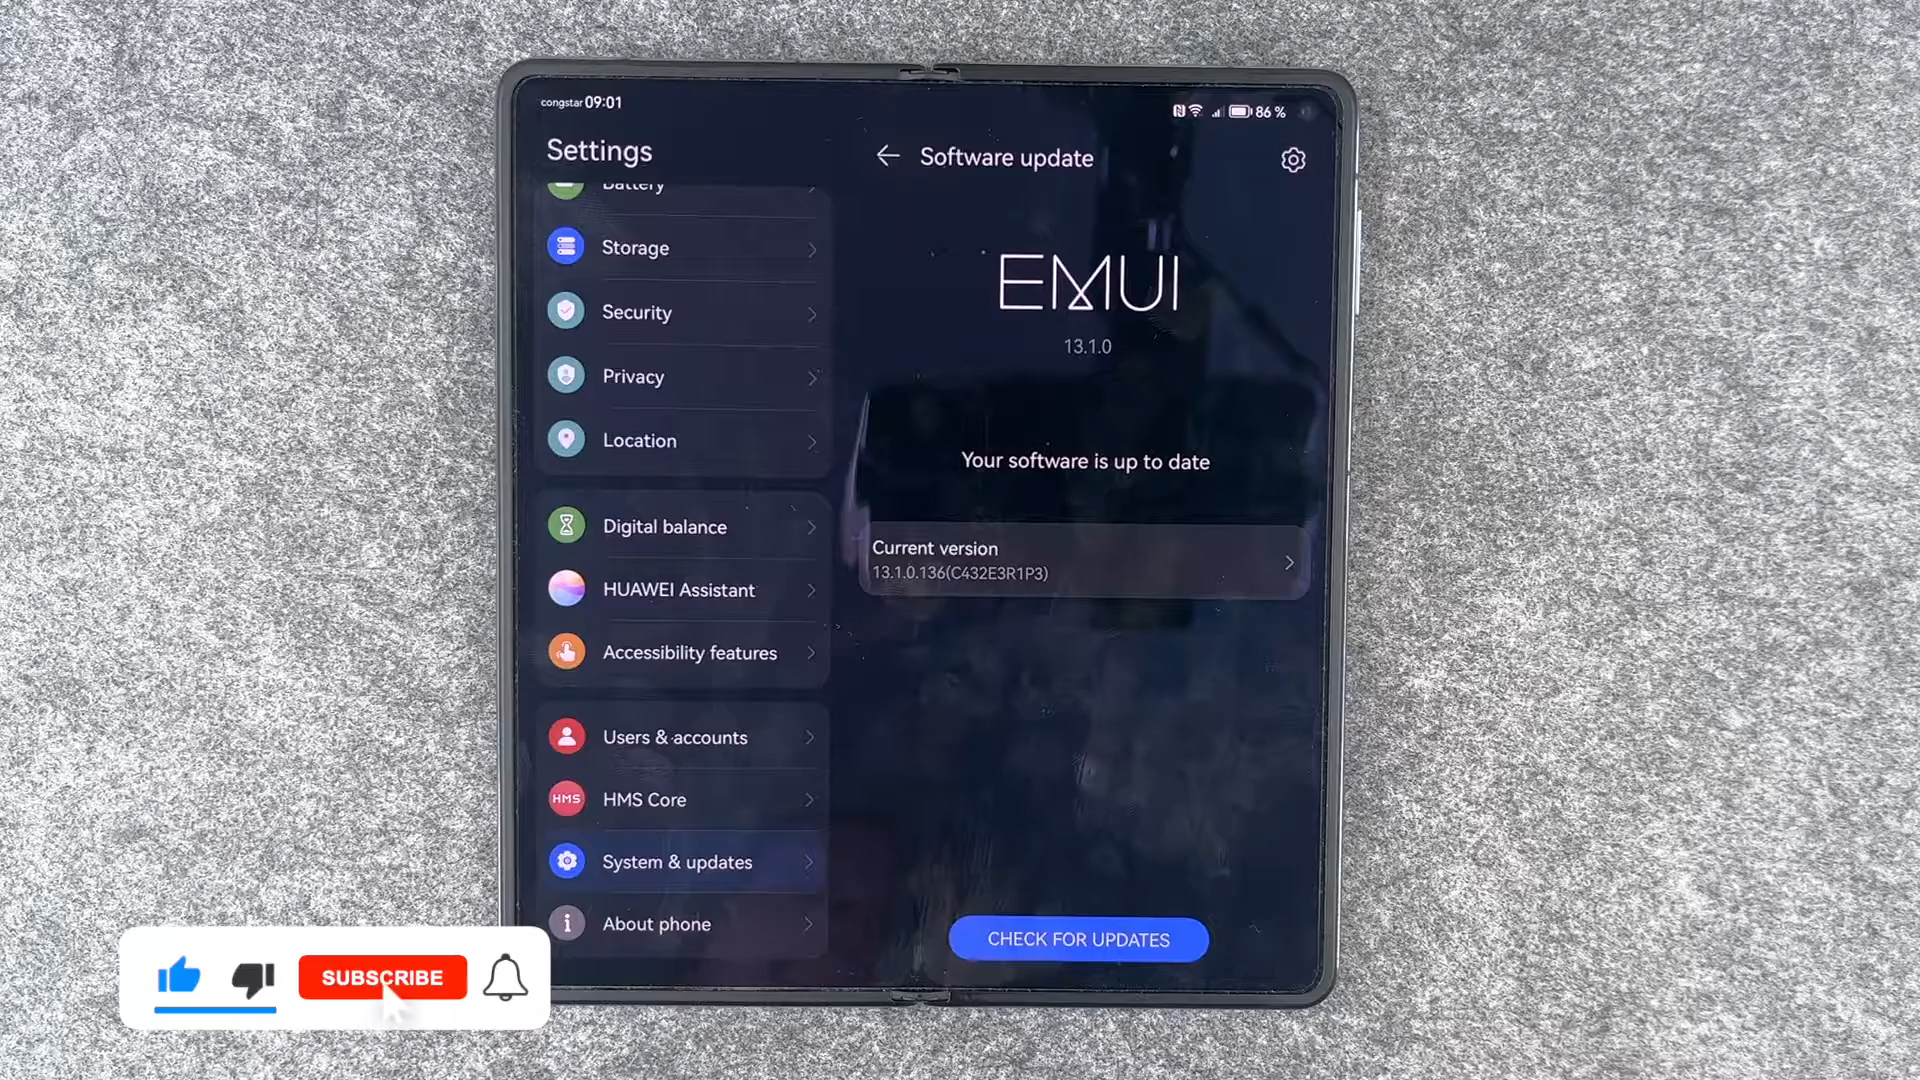 congstar 09:01
86 %
Settings
Battery
Storage
Security
Privacy
Location
Digital balance
HUAWEI Assistant
Accessibility features
Users & accounts
HMS
HMS Core
System & updates
About phone
Software update
EMUI
13.1.0
Your software is up to date
Current version
13.1.0.136(C432E3R1P3)
CHECK FOR UPDATES
SUBSCRIBE